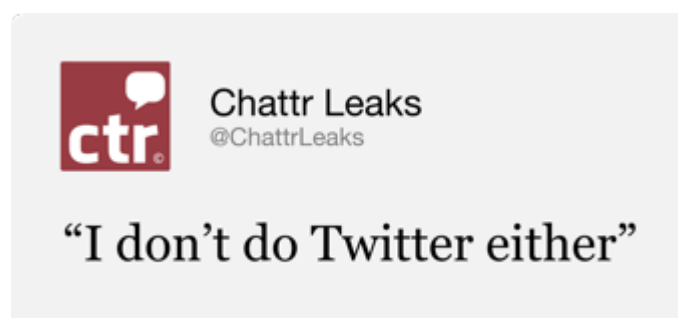 ctr©
Chattr Leaks
@ChattrLeaks
“I don’t do Twitter either”